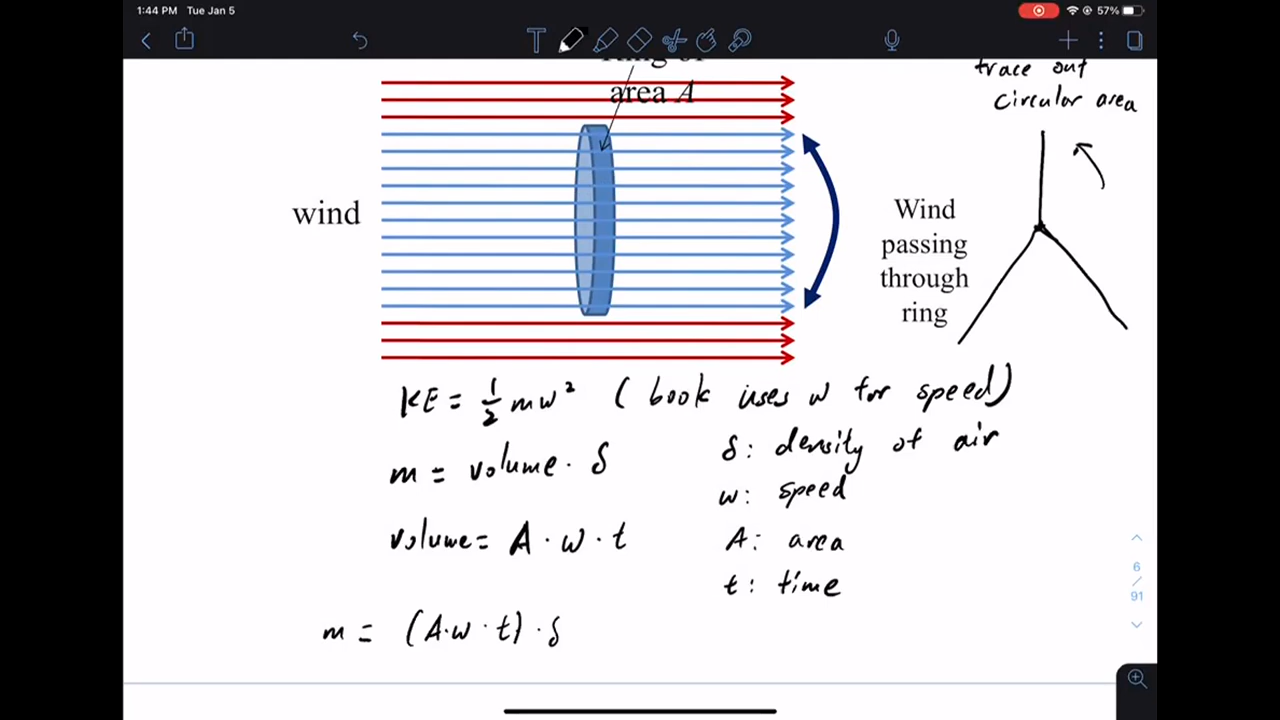 1:44 PM Tue Jan 5
57%
area A
trace out
circular area
wind
Wind
passing
through
ring
KE = 1/2 mw² (book uses w for speed)
m = volume · δ
δ: density of air
w: speed
volume = A · w · t
A: area
t: time
m = (A·w·t)·δ
6
/
91